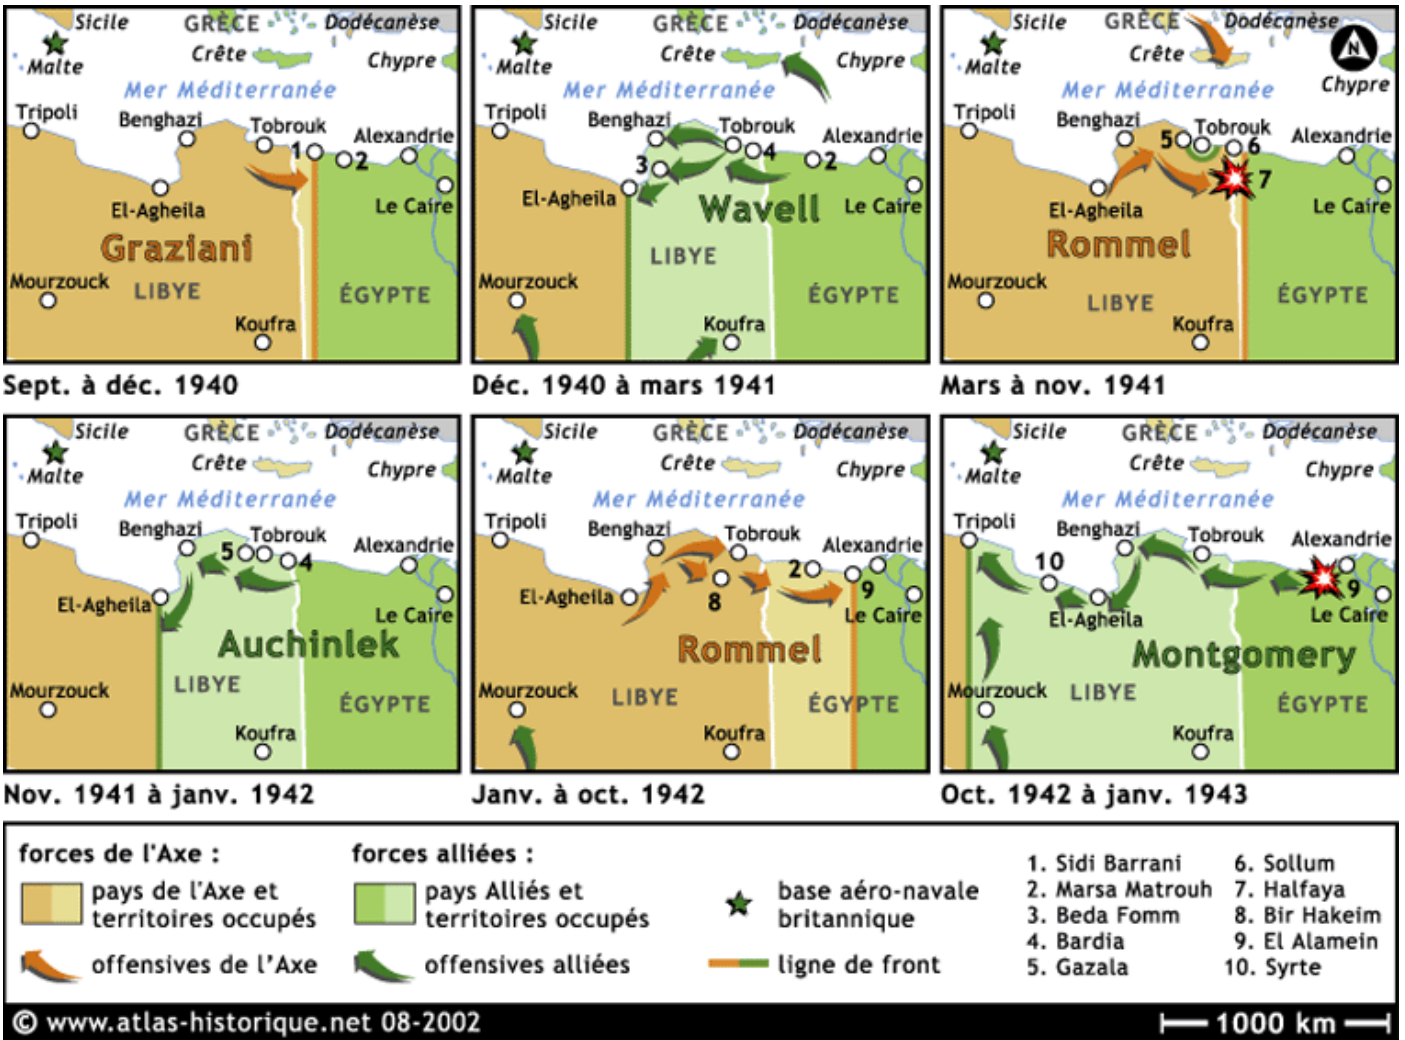 Sicile
GRÈCE
Dodécanèse
Malte
Crête
Chypre
Mer Méditerranée
Tripoli
Benghazi
Tobrouk
Alexandrie
1
2
El-Agheila
Le Caire
Graziani
Mourzouck
LIBYE
ÉGYPTE
Koufra
Sept. à déc. 1940
Sicile
GRÈCE
Dodécanèse
Malte
Crête
Chypre
Mer Méditerranée
Tripoli
Benghazi
Tobrouk
Alexandrie
3
4
2
El-Agheila
Wavell
Le Caire
LIBYE
Mourzouck
ÉGYPTE
Koufra
Déc. 1940 à mars 1941
Sicile
GRÈCE
Dodécanèse
N
Malte
Crête
Chypre
Mer Méditerranée
Tripoli
Benghazi
Tobrouk
Alexandrie
5
6
7
El-Agheila
Le Caire
Rommel
Mourzouck
LIBYE
ÉGYPTE
Koufra
Mars à nov. 1941
Sicile
GRÈCE
Dodécanèse
Malte
Crête
Chypre
Mer Méditerranée
Tripoli
Benghazi
Tobrouk
Alexandrie
5
4
El-Agheila
Le Caire
Auchinlek
Mourzouck
LIBYE
ÉGYPTE
Koufra
Nov. 1941 à janv. 1942
Sicile
GRÈCE
Dodécanèse
Malte
Crête
Chypre
Mer Méditerranée
Tripoli
Benghazi
Tobrouk
Alexandrie
2
9
8
El-Agheila
Le Caire
Rommel
Mourzouck
LIBYE
ÉGYPTE
Koufra
Janv. à oct. 1942
Sicile
GRÈCE
Dodécanèse
Malte
Crête
Chypre
Mer Méditerranée
Tripoli
Benghazi
Tobrouk
Alexandrie
10
9
El-Agheila
Le Caire
Montgomery
Mourzouck
LIBYE
ÉGYPTE
Koufra
Oct. 1942 à janv. 1943
forces de l'Axe :
pays de l'Axe et
territoires occupés
offensives de l'Axe
forces alliées :
pays Alliés et
territoires occupés
offensives alliées
base aéro-navale
britannique
ligne de front
1. Sidi Barrani
2. Marsa Matrouh
3. Beda Fomm
4. Bardia
5. Gazala
6. Sollum
7. Halfaya
8. Bir Hakeim
9. El Alamein
10. Syrte
© www.atlas-historique.net 08-2002
1000 km